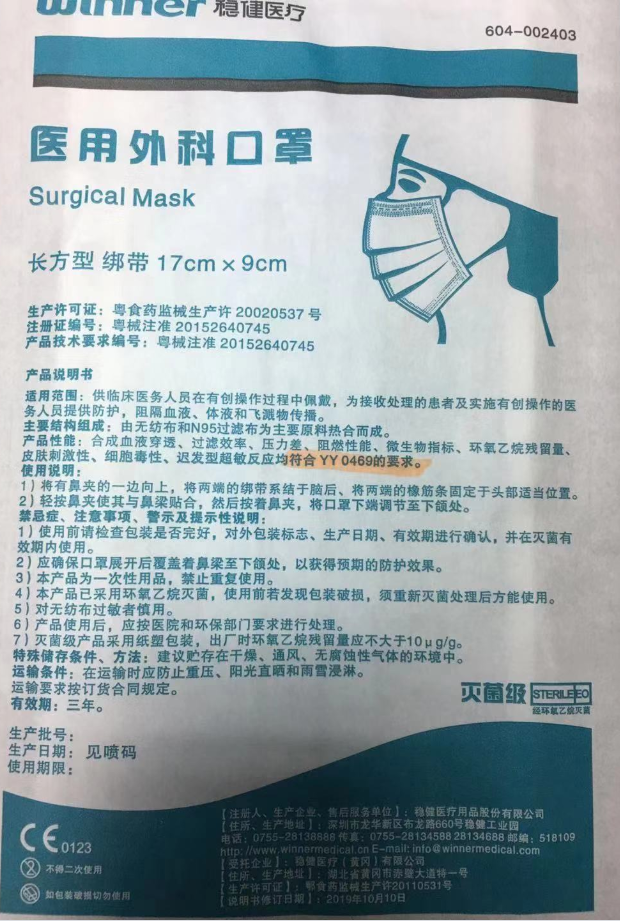 winner 稳健医疗
604-002403
医用外科口罩
Surgical Mask
长方型 绑带 17cm × 9cm
生产许可证：粤食药监械生产许 20020537 号
注册证编号：粤械注准 20152640745
产品技术要求编号：粤械注准 20152640745
产品说明书
适用范围：供临床医务人员在有创操作过程中佩戴，为接收处理的患者及实施有创操作的医
务人员提供防护，阻隔血液、体液和飞溅物传播。
主要结构组成：由无纺布和N95过滤布为主要原料热合而成。
产品性能：合成血液穿透、过滤效率、压力差、阻燃性能、微生物指标、环氧乙烷残留量、
皮肤刺激性、细胞毒性、迟发型超敏反应均符合YY 0469的要求。
使用说明：
1）将有鼻夹的一边向上，将两端的绑带系结于脑后、将两端的橡筋条固定于头部适当位置。
2）轻按鼻夹使其与鼻梁贴合，然后按着鼻夹，将口罩下端调节至下颌处。
禁忌症、注意事项、警示及提示性说明：
1）使用前请检查包装是否完好，对外包装标志、生产日期、有效期进行确认，并在灭菌有
效期内使用。
2）应确保口罩展开后覆盖着鼻梁至下颌处，以获得预期的防护效果。
3）本产品为一次性用品，禁止重复使用。
4）本产品已采用环氧乙烷灭菌，使用前若发现包装破损，须重新灭菌处理后方能使用。
5）对无纺布过敏者慎用。
6）产品使用后，应按医院和环保部门要求进行处理。
7）灭菌级产品采用纸塑包装，出厂时环氧乙烷残留量应不大于10μg/g。
特殊储存条件、方法：建议贮存在干燥、通风、无腐蚀性气体的环境中。
运输条件：在运输时应防止重压、阳光直晒和雨雪浸淋。
运输要求按订货合同规定。
有效期：三年。
灭菌级 STERILE EO
经环氧乙烷灭菌
生产批号：
生产日期：见喷码
使用期限：
CE 0123
不得二次使用
如包装破损切勿使用
［注册人、生产企业、售后服务单位］：稳健医疗用品股份有限公司
［住所、生产地址］：深圳市龙华新区布龙路660号稳健工业园
电话：0755-28138888 传真：0755-28134588 28134688 邮编：518109
http://www.winnermedical.cn E-mail：info@winnermedical.com
［受托企业］：稳健医疗（黄冈）有限公司
［住所、生产地址］：湖北省黄冈市赤壁大道特一号
［生产许可证］：鄂食药监械生产许20110531号
［说明书修订日期］：2019年10月10日